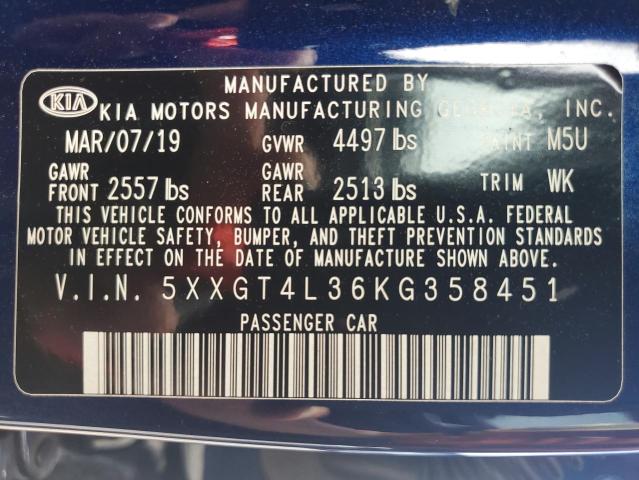 MANUFACTURED BY
KIA KIA MOTORS MANUFACTURING GEORGIA, INC.
MAR/07/19 GVWR 4497 lbs PAINT M5U
GAWR FRONT 2557 lbs GAWR REAR 2513 lbs TRIM WK
THIS VEHICLE CONFORMS TO ALL APPLICABLE U.S.A. FEDERAL
MOTOR VEHICLE SAFETY, BUMPER, AND THEFT PREVENTION STANDARDS
IN EFFECT ON THE DATE OF MANUFACTURE SHOWN ABOVE.
V.I.N. 5XXGT4L36KG358451
PASSENGER CAR